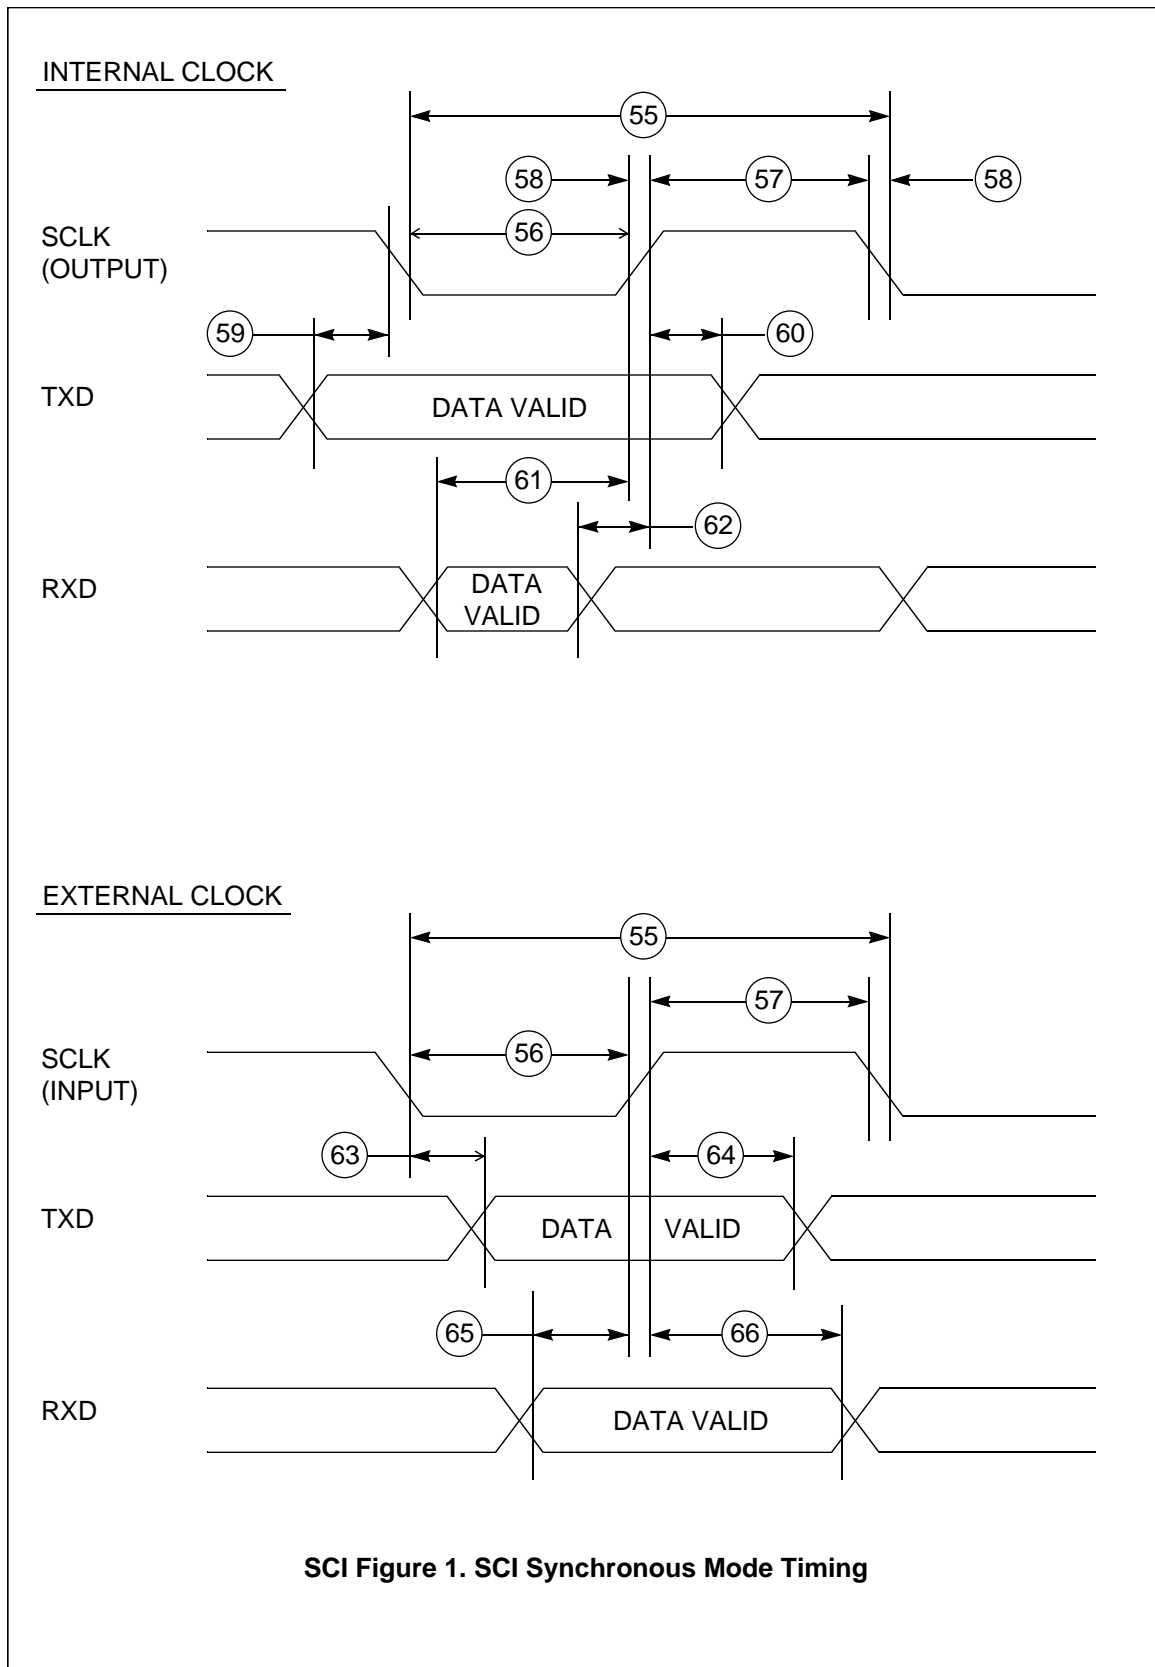 INTERNAL CLOCK
55
58
57
58
SCLK
(OUTPUT)
56
59
60
TXD
DATA VALID
61
62
RXD
DATA
VALID
EXTERNAL CLOCK
55
57
SCLK
(INPUT)
56
63
64
TXD
DATA VALID
65
66
RXD
DATA VALID
SCI Figure 1. SCI Synchronous Mode Timing